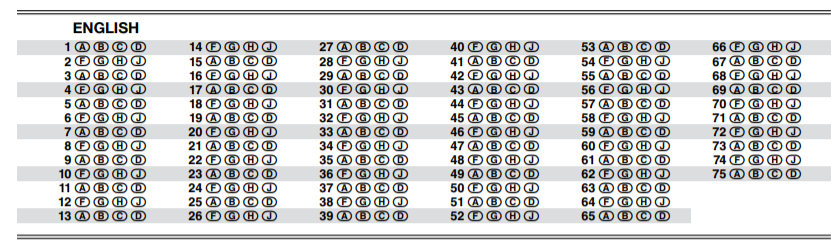 ENGLISH
1 Ⓐ Ⓑ Ⓒ Ⓓ 14 Ⓕ Ⓖ Ⓗ Ⓙ 27 Ⓐ Ⓑ Ⓒ Ⓓ 40 Ⓕ Ⓖ Ⓗ Ⓙ 53 Ⓐ Ⓑ Ⓒ Ⓓ 66 Ⓕ Ⓖ Ⓗ Ⓙ
2 Ⓕ Ⓖ Ⓗ Ⓙ 15 Ⓐ Ⓑ Ⓒ Ⓓ 28 Ⓕ Ⓖ Ⓗ Ⓙ 41 Ⓐ Ⓑ Ⓒ Ⓓ 54 Ⓕ Ⓖ Ⓗ Ⓙ 67 Ⓐ Ⓑ Ⓒ Ⓓ
3 Ⓐ Ⓑ Ⓒ Ⓓ 16 Ⓕ Ⓖ Ⓗ Ⓙ 29 Ⓐ Ⓑ Ⓒ Ⓓ 42 Ⓕ Ⓖ Ⓗ Ⓙ 55 Ⓐ Ⓑ Ⓒ Ⓓ 68 Ⓕ Ⓖ Ⓗ Ⓙ
4 Ⓕ Ⓖ Ⓗ Ⓙ 17 Ⓐ Ⓑ Ⓒ Ⓓ 30 Ⓕ Ⓖ Ⓗ Ⓙ 43 Ⓐ Ⓑ Ⓒ Ⓓ 56 Ⓕ Ⓖ Ⓗ Ⓙ 69 Ⓐ Ⓑ Ⓒ Ⓓ
5 Ⓐ Ⓑ Ⓒ Ⓓ 18 Ⓕ Ⓖ Ⓗ Ⓙ 31 Ⓐ Ⓑ Ⓒ Ⓓ 44 Ⓕ Ⓖ Ⓗ Ⓙ 57 Ⓐ Ⓑ Ⓒ Ⓓ 70 Ⓕ Ⓖ Ⓗ Ⓙ
6 Ⓕ Ⓖ Ⓗ Ⓙ 19 Ⓐ Ⓑ Ⓒ Ⓓ 32 Ⓕ Ⓖ Ⓗ Ⓙ 45 Ⓐ Ⓑ Ⓒ Ⓓ 58 Ⓕ Ⓖ Ⓗ Ⓙ 71 Ⓐ Ⓑ Ⓒ Ⓓ
7 Ⓐ Ⓑ Ⓒ Ⓓ 20 Ⓕ Ⓖ Ⓗ Ⓙ 33 Ⓐ Ⓑ Ⓒ Ⓓ 46 Ⓕ Ⓖ Ⓗ Ⓙ 59 Ⓐ Ⓑ Ⓒ Ⓓ 72 Ⓕ Ⓖ Ⓗ Ⓙ
8 Ⓕ Ⓖ Ⓗ Ⓙ 21 Ⓐ Ⓑ Ⓒ Ⓓ 34 Ⓕ Ⓖ Ⓗ Ⓙ 47 Ⓐ Ⓑ Ⓒ Ⓓ 60 Ⓕ Ⓖ Ⓗ Ⓙ 73 Ⓐ Ⓑ Ⓒ Ⓓ
9 Ⓐ Ⓑ Ⓒ Ⓓ 22 Ⓕ Ⓖ Ⓗ Ⓙ 35 Ⓐ Ⓑ Ⓒ Ⓓ 48 Ⓕ Ⓖ Ⓗ Ⓙ 61 Ⓐ Ⓑ Ⓒ Ⓓ 74 Ⓕ Ⓖ Ⓗ Ⓙ
10 Ⓕ Ⓖ Ⓗ Ⓙ 23 Ⓐ Ⓑ Ⓒ Ⓓ 36 Ⓕ Ⓖ Ⓗ Ⓙ 49 Ⓐ Ⓑ Ⓒ Ⓓ 62 Ⓕ Ⓖ Ⓗ Ⓙ 75 Ⓐ Ⓑ Ⓒ Ⓓ
11 Ⓐ Ⓑ Ⓒ Ⓓ 24 Ⓕ Ⓖ Ⓗ Ⓙ 37 Ⓐ Ⓑ Ⓒ Ⓓ 50 Ⓕ Ⓖ Ⓗ Ⓙ 63 Ⓐ Ⓑ Ⓒ Ⓓ
12 Ⓕ Ⓖ Ⓗ Ⓙ 25 Ⓐ Ⓑ Ⓒ Ⓓ 38 Ⓕ Ⓖ Ⓗ Ⓙ 51 Ⓐ Ⓑ Ⓒ Ⓓ 64 Ⓕ Ⓖ Ⓗ Ⓙ
13 Ⓐ Ⓑ Ⓒ Ⓓ 26 Ⓕ Ⓖ Ⓗ Ⓙ 39 Ⓐ Ⓑ Ⓒ Ⓓ 52 Ⓕ Ⓖ Ⓗ Ⓙ 65 Ⓐ Ⓑ Ⓒ Ⓓ